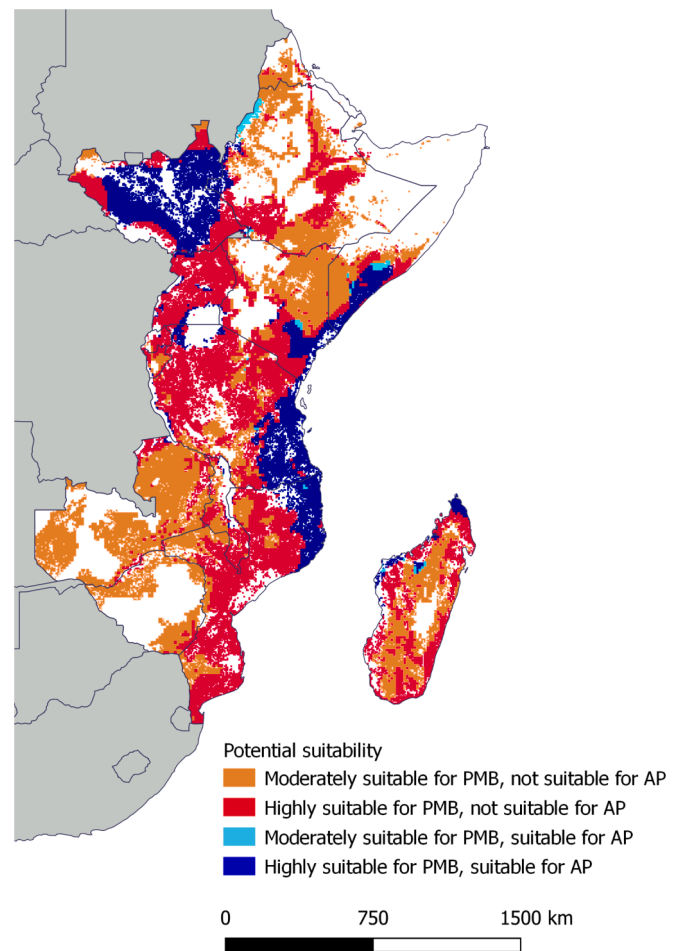 Potential suitability
Moderately suitable for PMB, not suitable for AP
Highly suitable for PMB, not suitable for AP
Moderately suitable for PMB, suitable for AP
Highly suitable for PMB, suitable for AP
0 750 1500 km